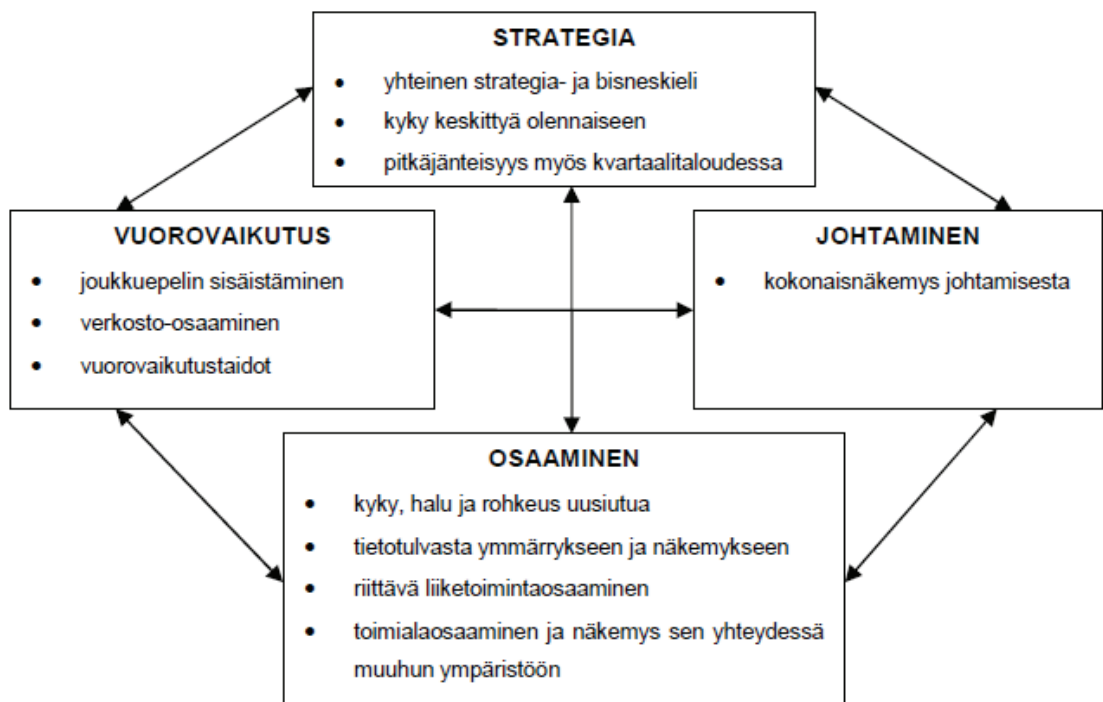 STRATEGIA
• yhteinen strategia- ja bisneskieli
• kyky keskittyä olennaiseen
• pitkäjänteisyys myös kvartaalitaloudessa
VUOROVAIKUTUS
• joukkuepelin sisäistäminen
• verkosto-osaaminen
• vuorovaikutustaidot
JOHTAMINEN
• kokonaisnäkemys johtamisesta
OSAAMINEN
• kyky, halu ja rohkeus uusiutua
• tietotulvasta ymmärrykseen ja näkemykseen
• riittävä liiketoimintaosaaminen
• toimialaosaaminen ja näkemys sen yhteydessä
muuhun ympäristöön